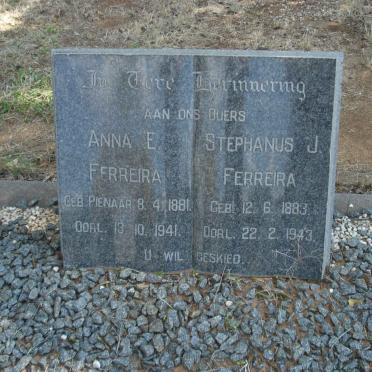 In Tere Herinnering
AAN ONS OUERS
ANNA E. STEPHANUS J.
FERREIRA FERREIRA
GEB. PIENAAR 8. 4. 1881. GEB. 12. 6. 1883.
OORL. 13. 10. 1941. OORL. 22. 2. 1943.
U WIL GESKIED.